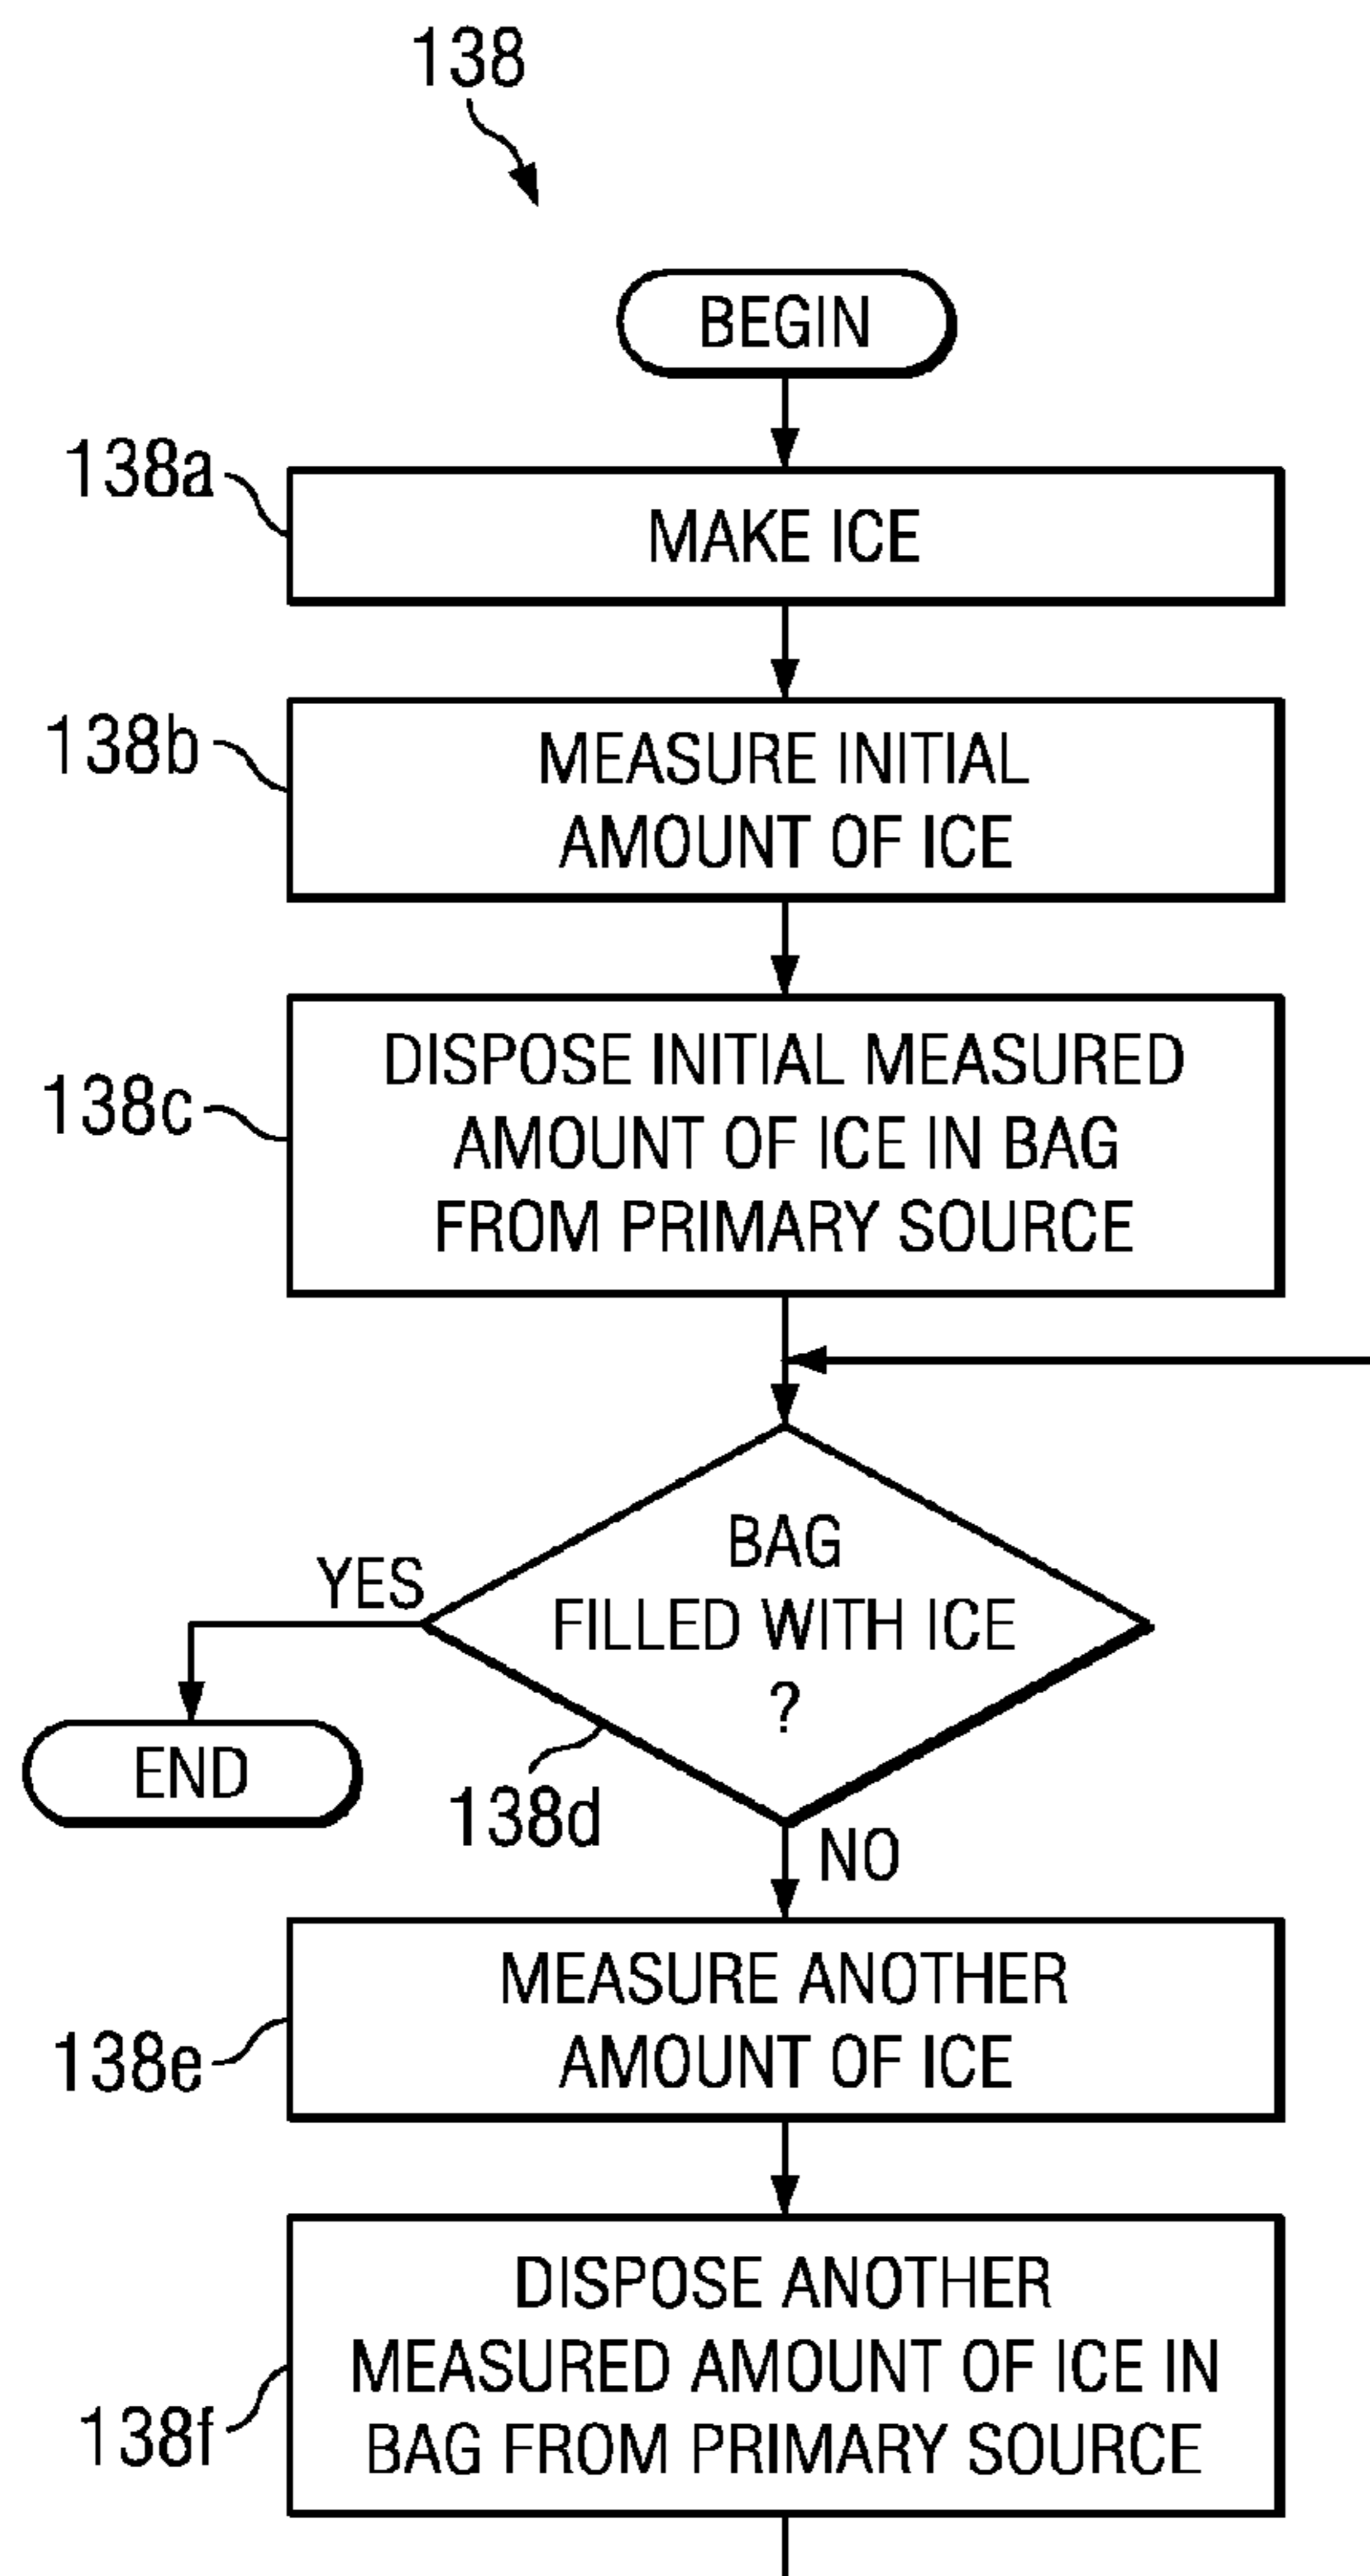 138
BEGIN
138a
MAKE ICE
138b
MEASURE INITIAL
AMOUNT OF ICE
138c
DISPOSE INITIAL MEASURED
AMOUNT OF ICE IN BAG
FROM PRIMARY SOURCE
BAG
FILLED WITH ICE
?
YES
END
138d
NO
138e
MEASURE ANOTHER
AMOUNT OF ICE
138f
DISPOSE ANOTHER
MEASURED AMOUNT OF ICE IN
BAG FROM PRIMARY SOURCE